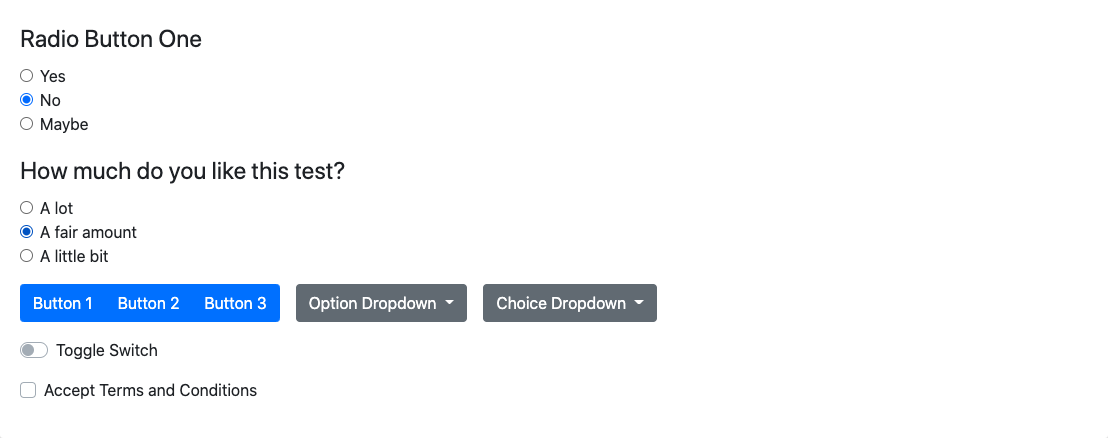 Radio Button One
Yes
No
Maybe
How much do you like this test?
A lot
A fair amount
A little bit
Button 1 Button 2 Button 3 Option Dropdown Choice Dropdown
Toggle Switch
Accept Terms and Conditions